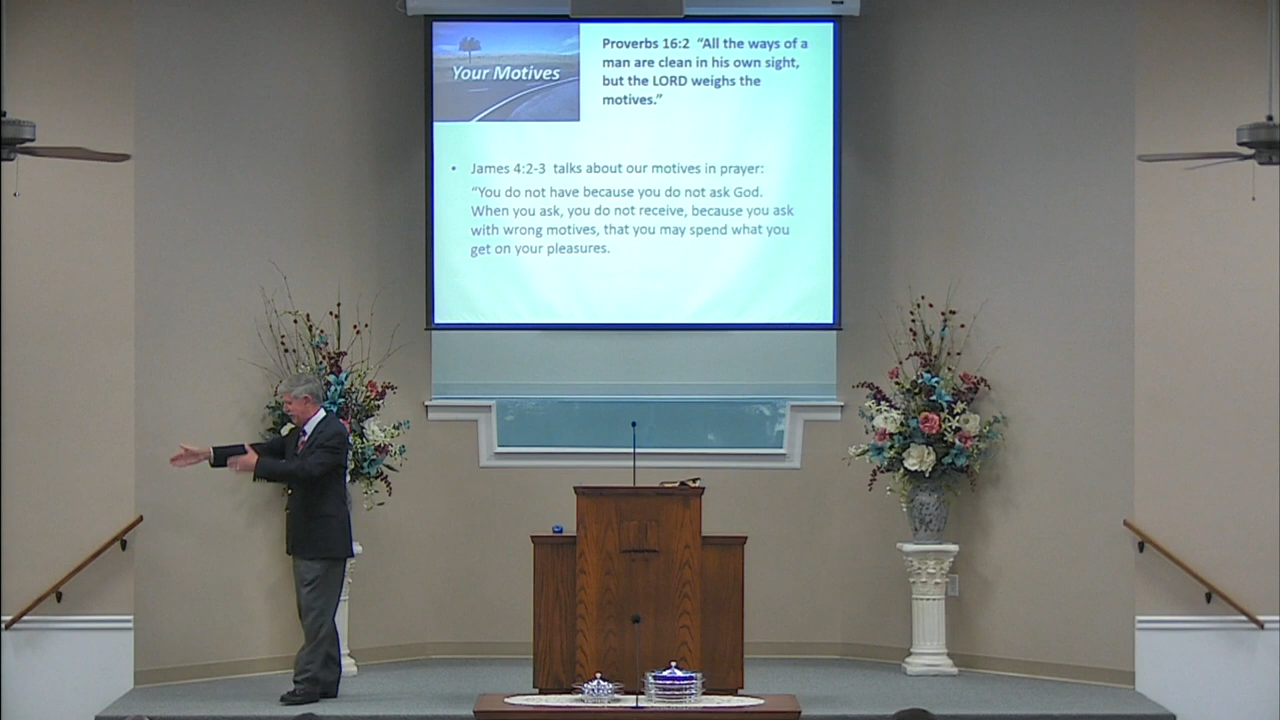 Your Motives
Proverbs 16:2 "All the ways of a
man are clean in his own sight,
but the LORD weighs the
motives."
• James 4:2-3 talks about our motives in prayer:
"You do not have because you do not ask God.
When you ask, you do not receive, because you ask
with wrong motives, that you may spend what you
get on your pleasures.